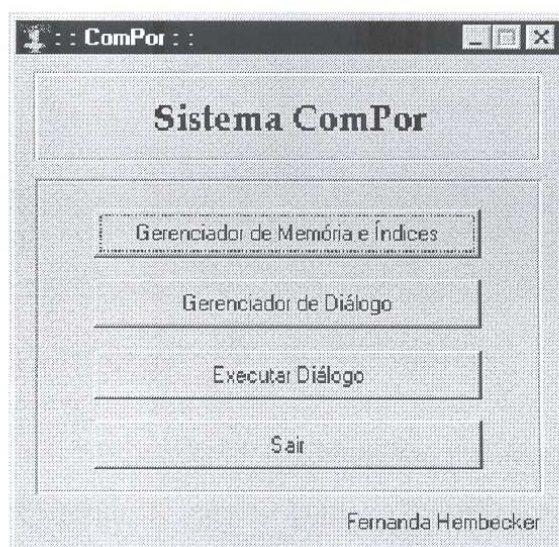 : : ComPor : :
Sistema ComPor
Gerenciador de Memória e Índices
Gerenciador de Diálogo
Executar Diálogo
Sair
Fernanda Hembecker